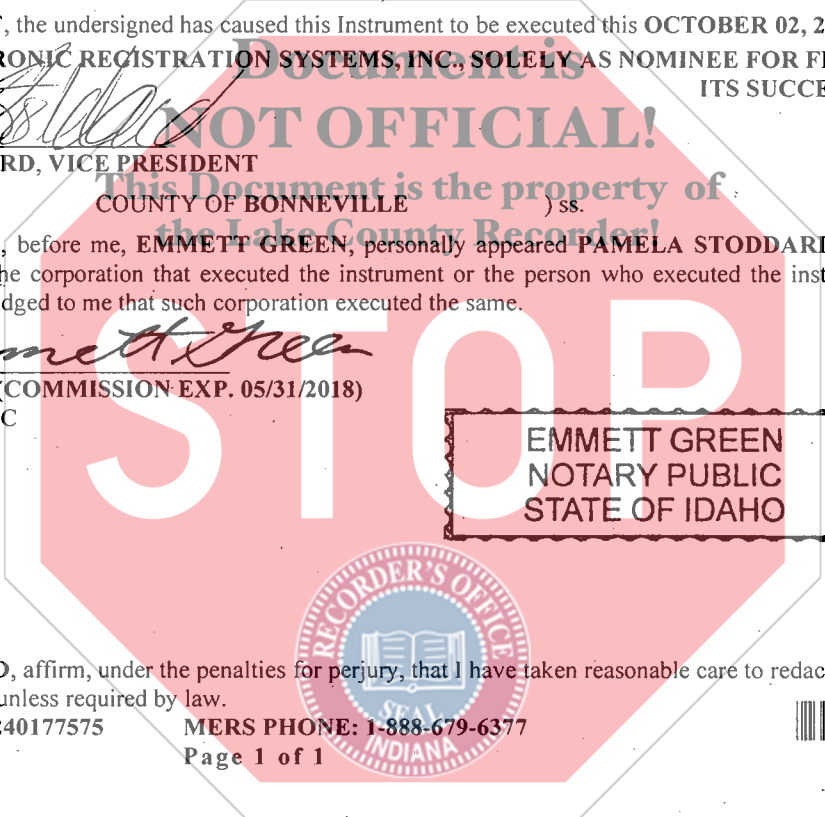 , the undersigned has caused this Instrument to be executed this OCTOBER 02, 2
RONIC REGISTRATION SYSTEMS, INC., SOLELY AS NOMINEE FOR F
Document is
ITS SUCCE
NOT OFFICIAL!
RD, VICE PRESIDENT
This Document is the property of
COUNTY OF BONNEVILLE ) ss.
the Lake County Recorder!
, before me, EMMETT GREEN, personally appeared PAMELA STODDARD
he corporation that executed the instrument or the person who executed the inst
dged to me that such corporation executed the same.
STOP
mmett Green
(COMMISSION EXP. 05/31/2018)
C
EMMETT GREEN
NOTARY PUBLIC
STATE OF IDAHO
RECORDER'S OFFICE
SEAL
INDIANA
D, affirm, under the penalties for perjury, that I have taken reasonable care to redac
unless required by law.
40177575 MERS PHONE: 1-888-679-6377
Page 1 of 1